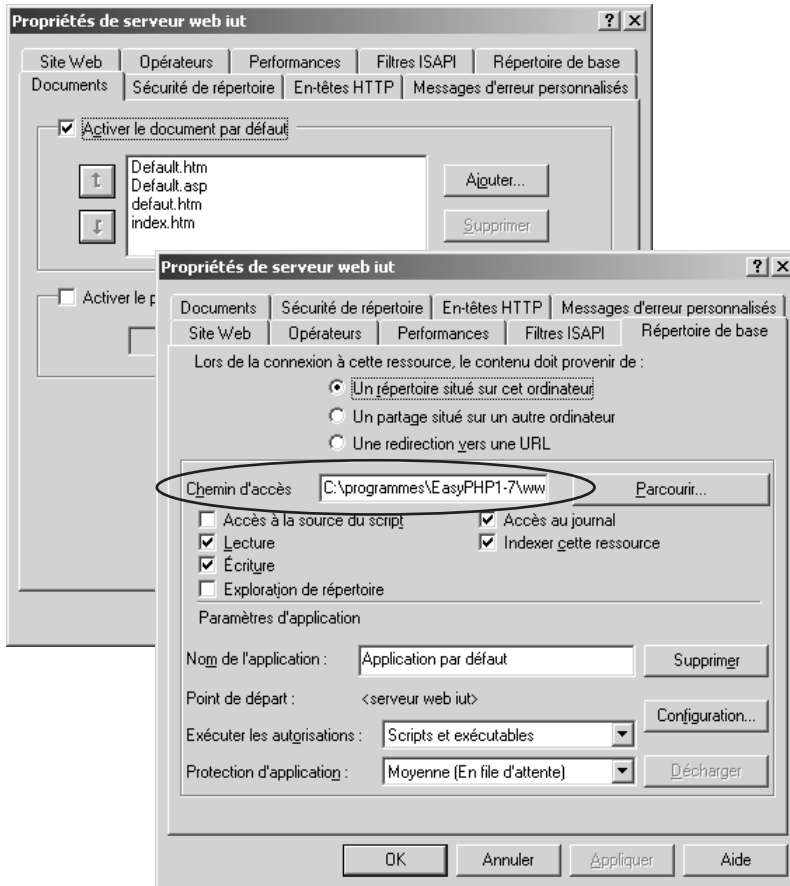 Propriétés de serveur web iut
Site Web Opérateurs Performances Filtres ISAPI Répertoire de base
Documents Sécurité de répertoire En-têtes HTTP Messages d'erreur personnalisés
Activer le document par défaut
Default.htm
Default.asp
defaut.htm
index.htm
Ajouter...
Supprimer
Activer le p
Propriétés de serveur web iut
Documents Sécurité de répertoire En-têtes HTTP Messages d'erreur personnalisés
Site Web Opérateurs Performances Filtres ISAPI Répertoire de base
Lors de la connexion à cette ressource, le contenu doit provenir de :
Un répertoire situé sur cet ordinateur
Un partage situé sur un autre ordinateur
Une redirection vers une URL
Chemin d'accès C:\programmes\EasyPHP1-7\ww Parcourir...
Accès à la source du script Accès au journal
Lecture Indexer cette ressource
Écriture
Exploration de répertoire
Paramètres d'application
Nom de l'application : Application par défaut Supprimer
Point de départ : <serveur web iut>
Configuration...
Exécuter les autorisations : Scripts et exécutables
Protection d'application : Moyenne (En file d'attente) Décharger
OK Annuler Appliquer Aide